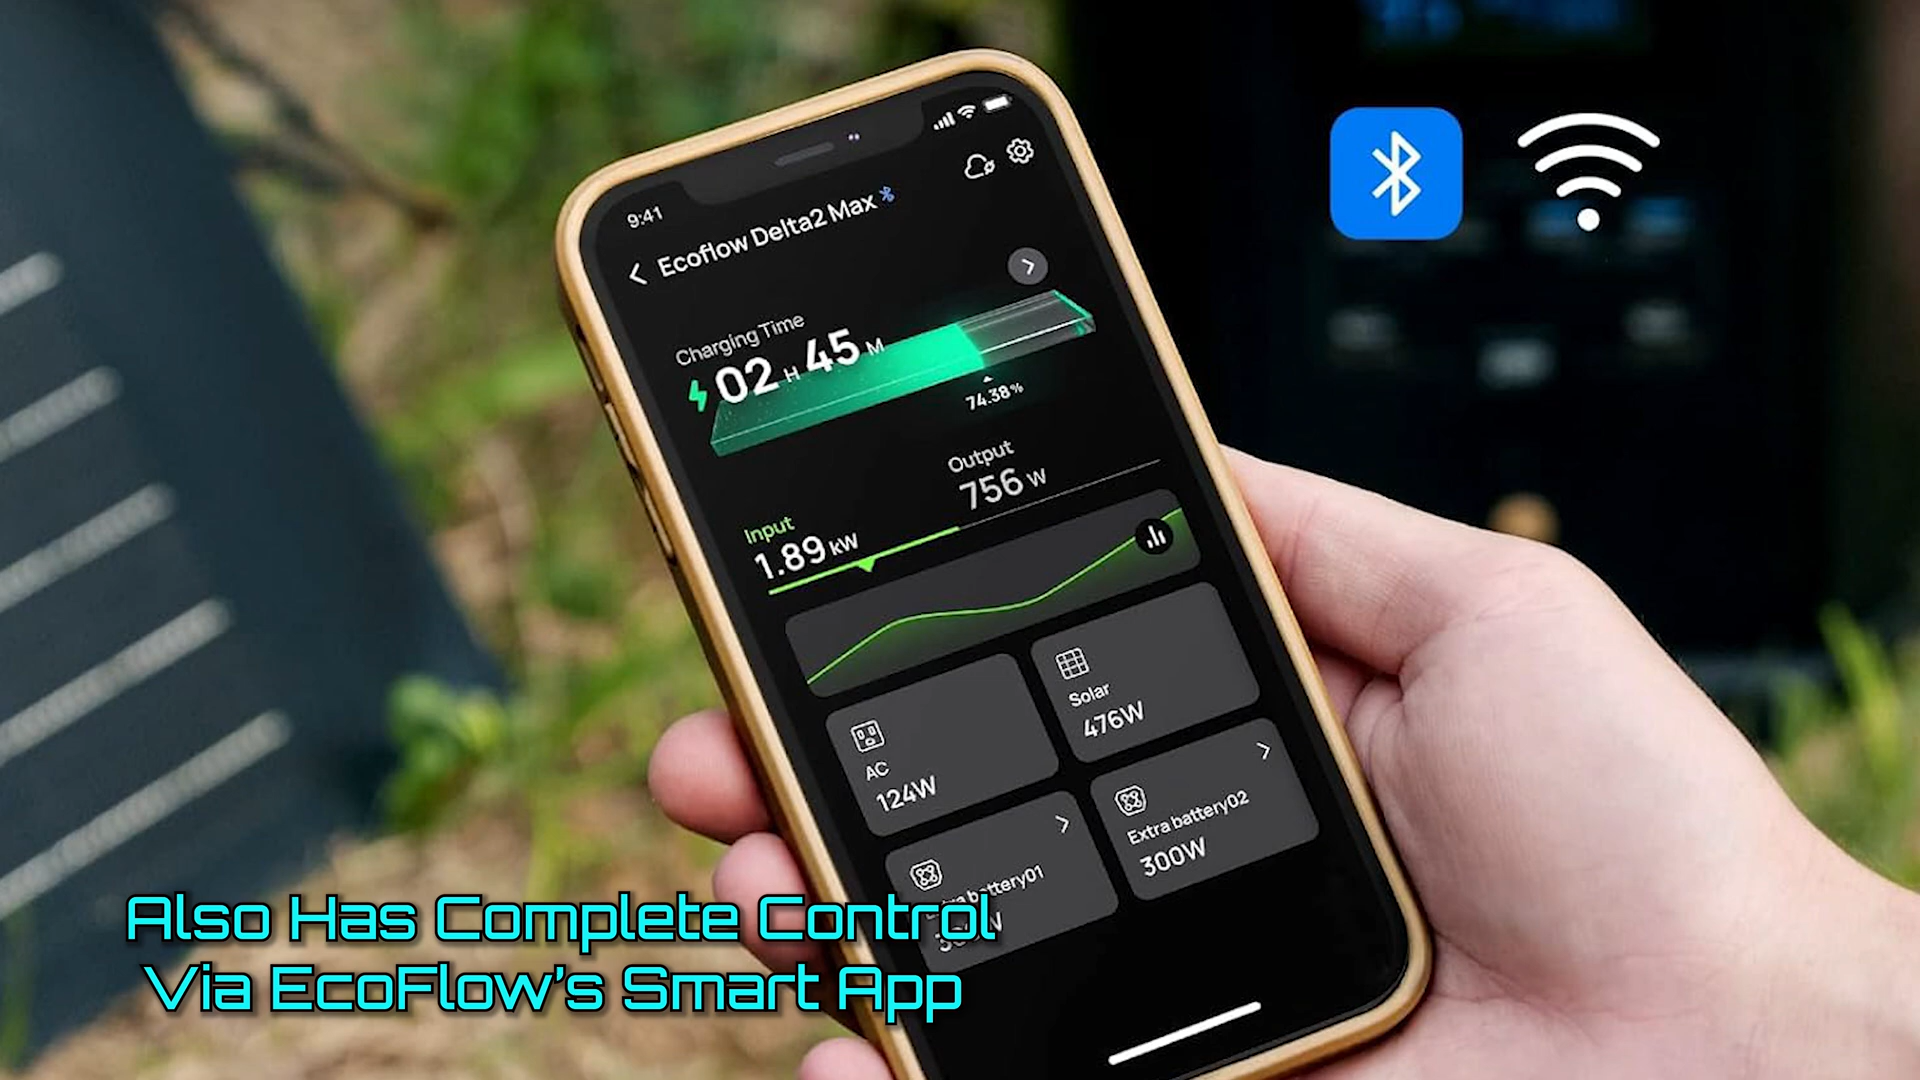 9:41
Ecoflow Delta2 Max
Charging Time
02 H 45 M
74.38%
Output
756 W
Input
1.89 kW
Solar
476W
AC
124W
Extra battery02
300W
battery01
Also Has Complete Control
Via EcoFlow's Smart App